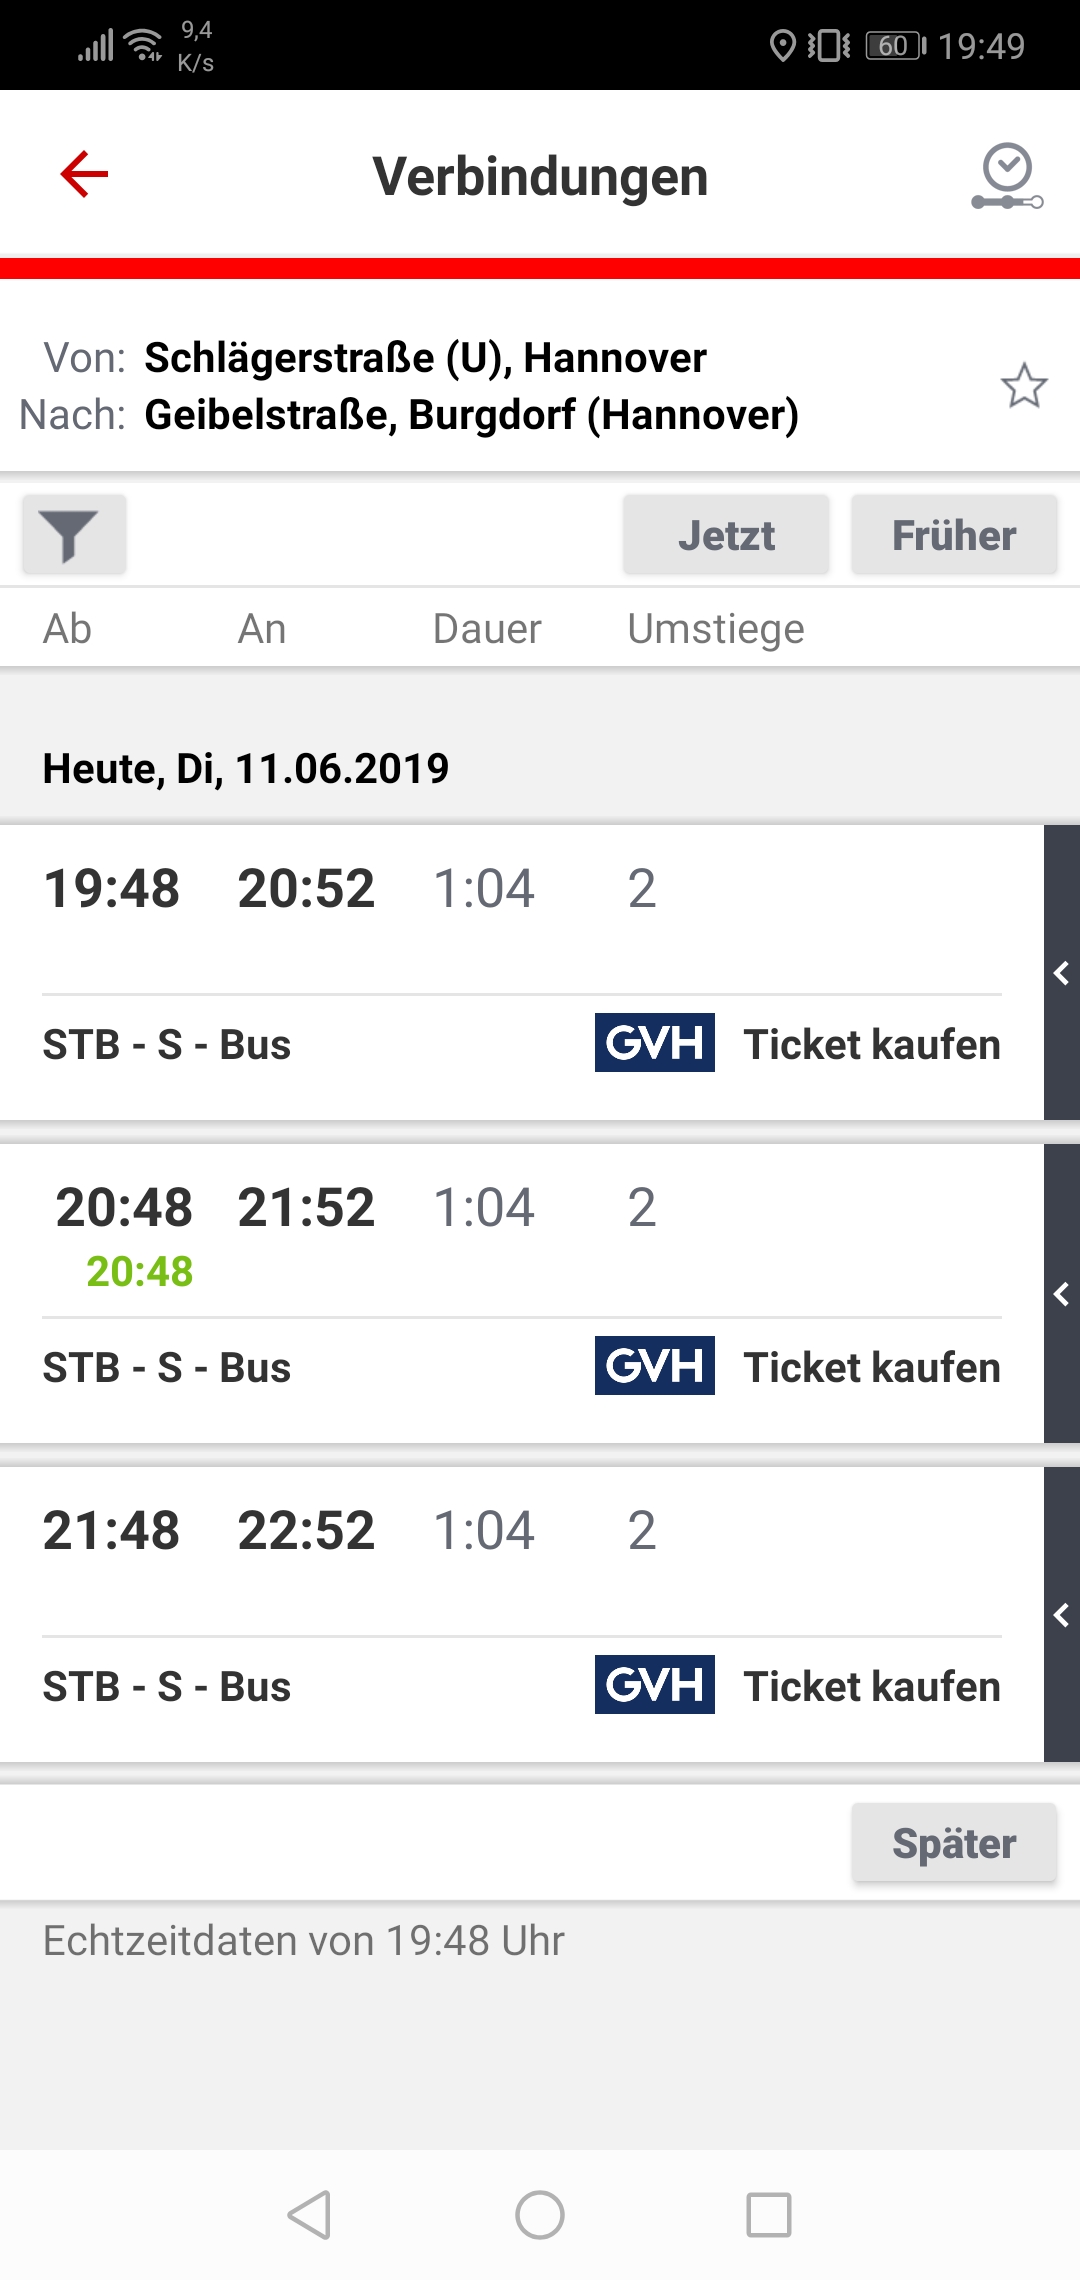 9,4
K/s
60 19:49
Verbindungen
Von: Schlägerstraße (U), Hannover
Nach: Geibelstraße, Burgdorf (Hannover)
Jetzt Früher
Ab An Dauer Umstiege
Heute, Di, 11.06.2019
19:48 20:52 1:04 2
STB - S - Bus GVH Ticket kaufen
20:48 21:52 1:04 2
20:48
STB - S - Bus GVH Ticket kaufen
21:48 22:52 1:04 2
STB - S - Bus GVH Ticket kaufen
Später
Echtzeitdaten von 19:48 Uhr